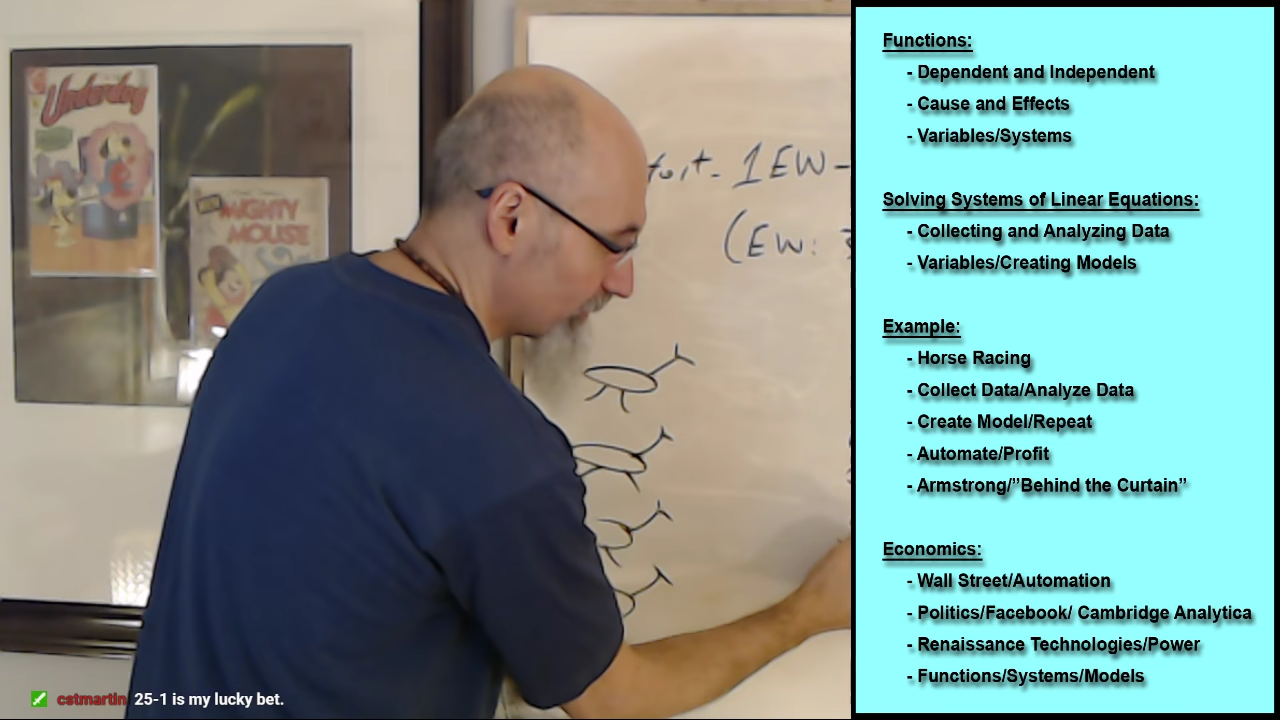 Underdog
MIGHTY
MOUSE
1 EW-
(EW:
cstmartin 25-1 is my lucky bet.
Functions:
- Dependent and Independent
- Cause and Effects
- Variables/Systems
Solving Systems of Linear Equations:
- Collecting and Analyzing Data
- Variables/Creating Models
Example:
- Horse Racing
- Collect Data/Analyze Data
- Create Model/Repeat
- Automate/Profit
- Armstrong/”Behind the Curtain”
Economics:
- Wall Street/Automation
- Politics/Facebook/ Cambridge Analytica
- Renaissance Technologies/Power
- Functions/Systems/Models